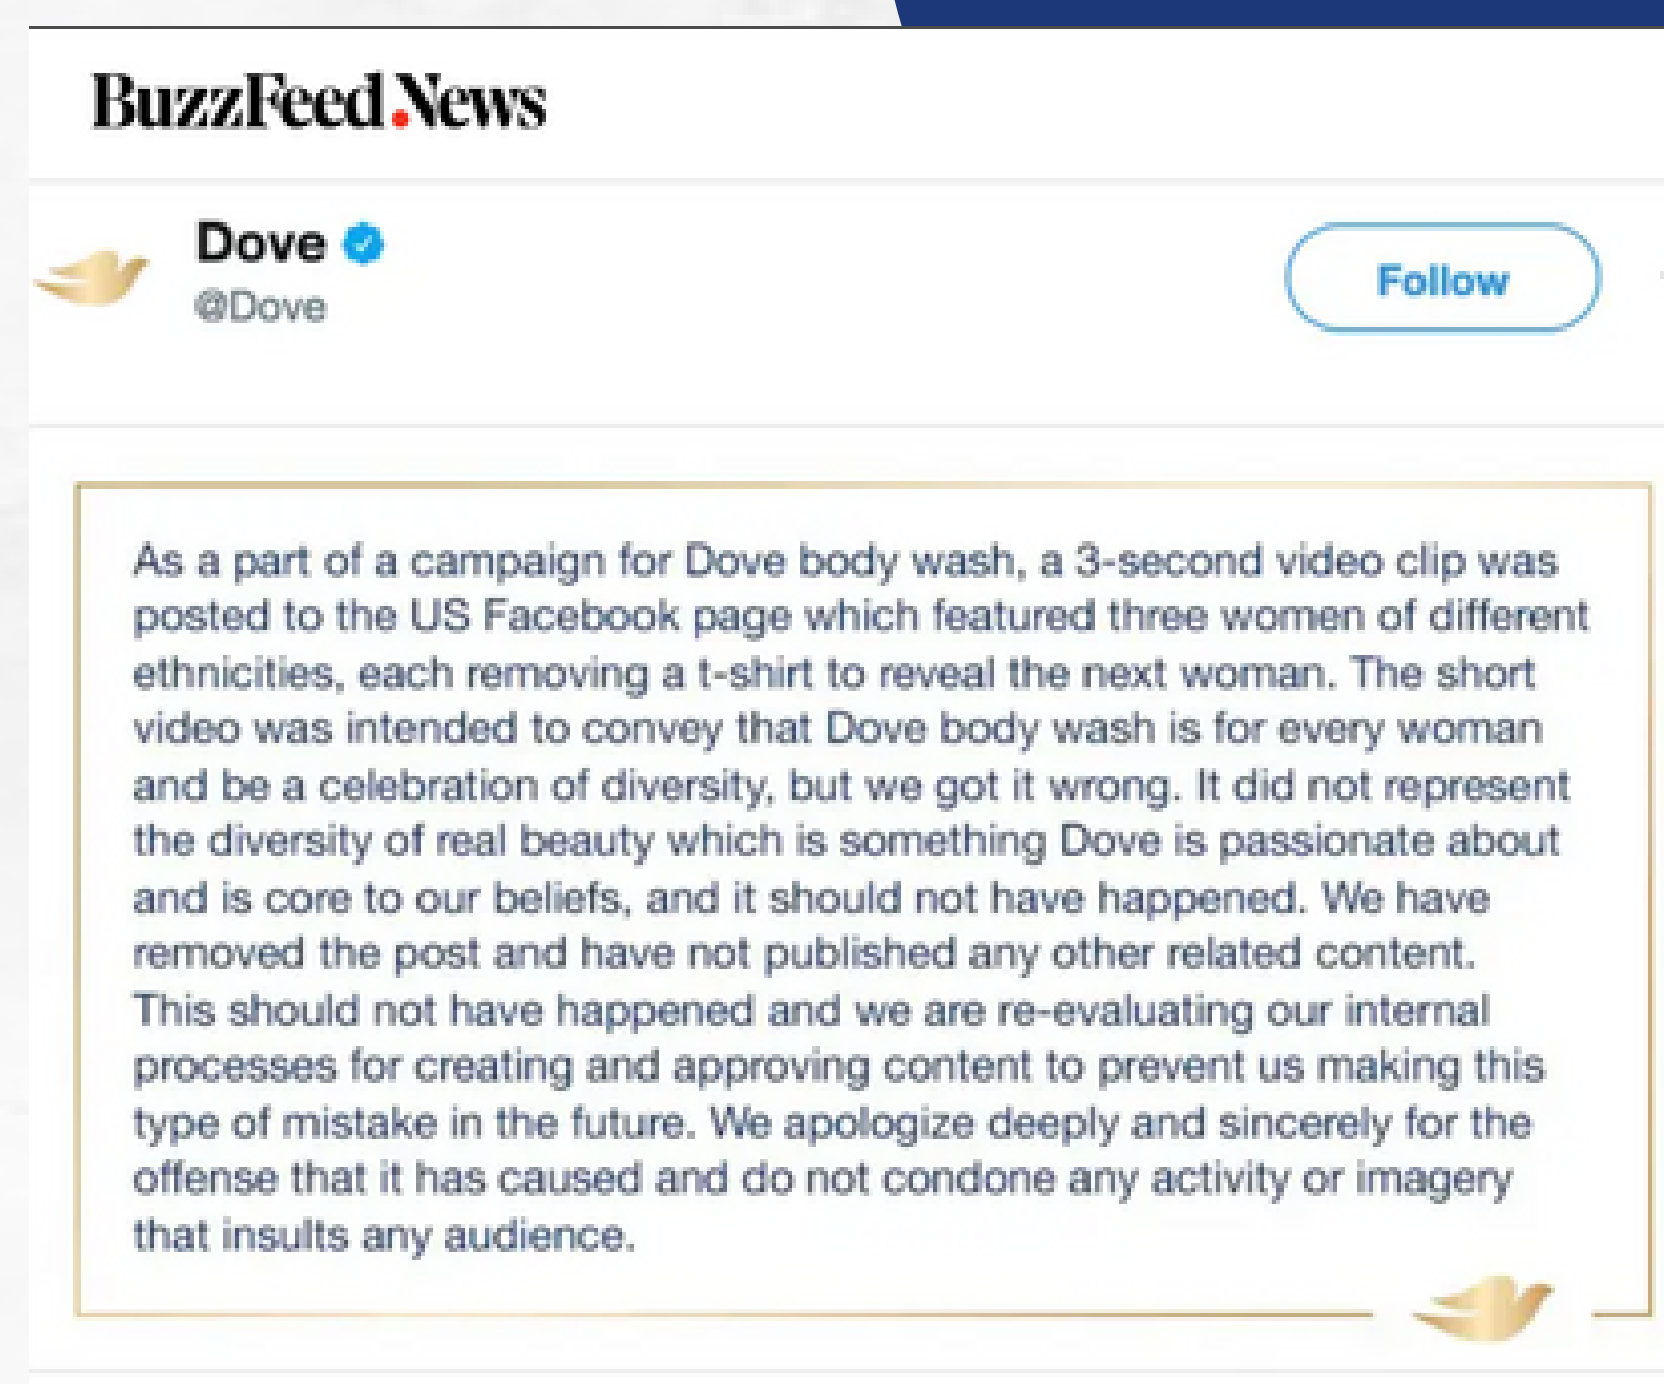 BuzzFeed.News
Dove
@Dove
Follow
As a part of a campaign for Dove body wash, a 3-second video clip was
posted to the US Facebook page which featured three women of different
ethnicities, each removing a t-shirt to reveal the next woman. The short
video was intended to convey that Dove body wash is for every woman
and be a celebration of diversity, but we got it wrong. It did not represent
the diversity of real beauty which is something Dove is passionate about
and is core to our beliefs, and it should not have happened. We have
removed the post and have not published any other related content.
This should not have happened and we are re-evaluating our internal
processes for creating and approving content to prevent us making this
type of mistake in the future. We apologize deeply and sincerely for the
offense that it has caused and do not condone any activity or imagery
that insults any audience.